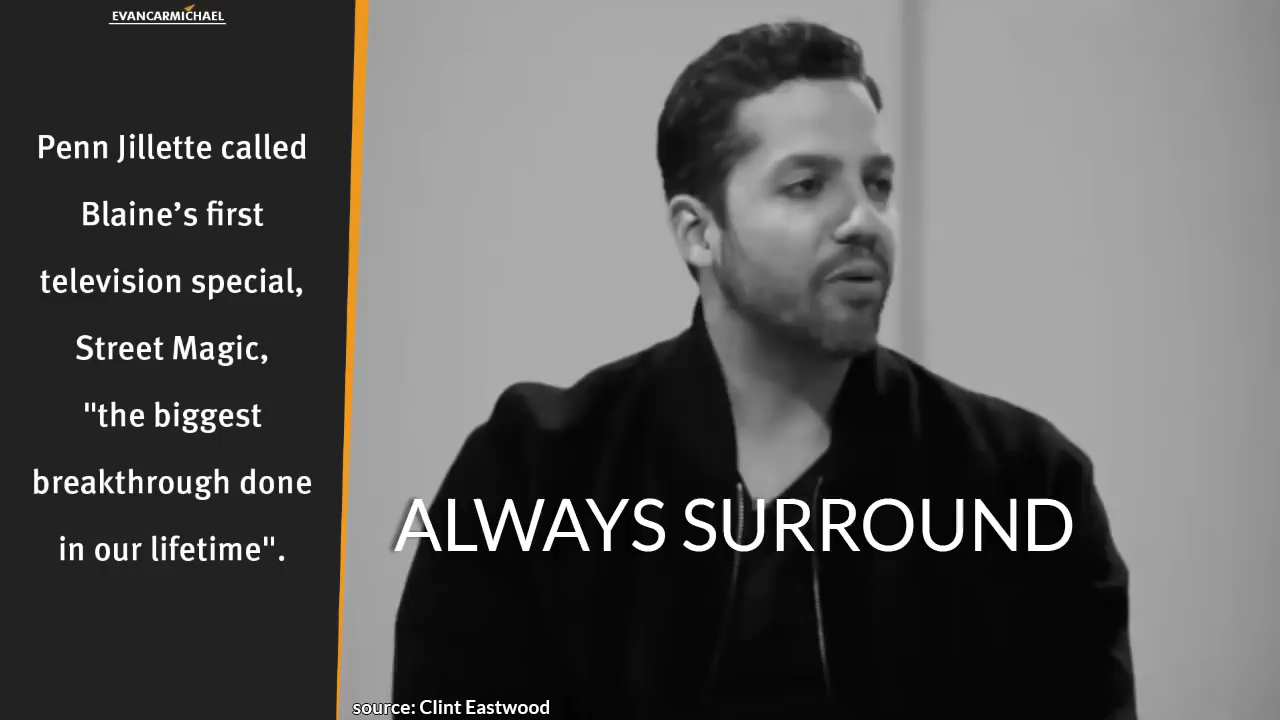 EVANCARMICHAEL
Penn Jillette called
Blaine’s first
television special,
Street Magic,
"the biggest
breakthrough done
in our lifetime".
ALWAYS SURROUND
source: Clint Eastwood